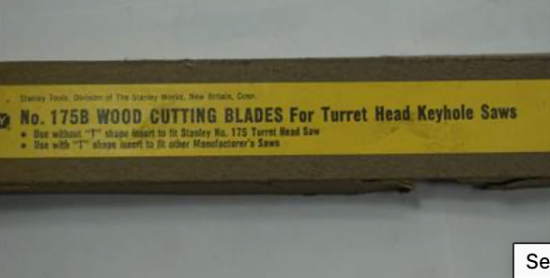 Stanley Tools, Division of The Stanley Works, New Britain, Conn.
Y No. 175B WOOD CUTTING BLADES For Turret Head Keyhole Saws
• Use without "T" shape insert to fit Stanley No. 175 Turret Head Saw
• Use with "T" shape insert to fit other Manufacturer's Saws
Se